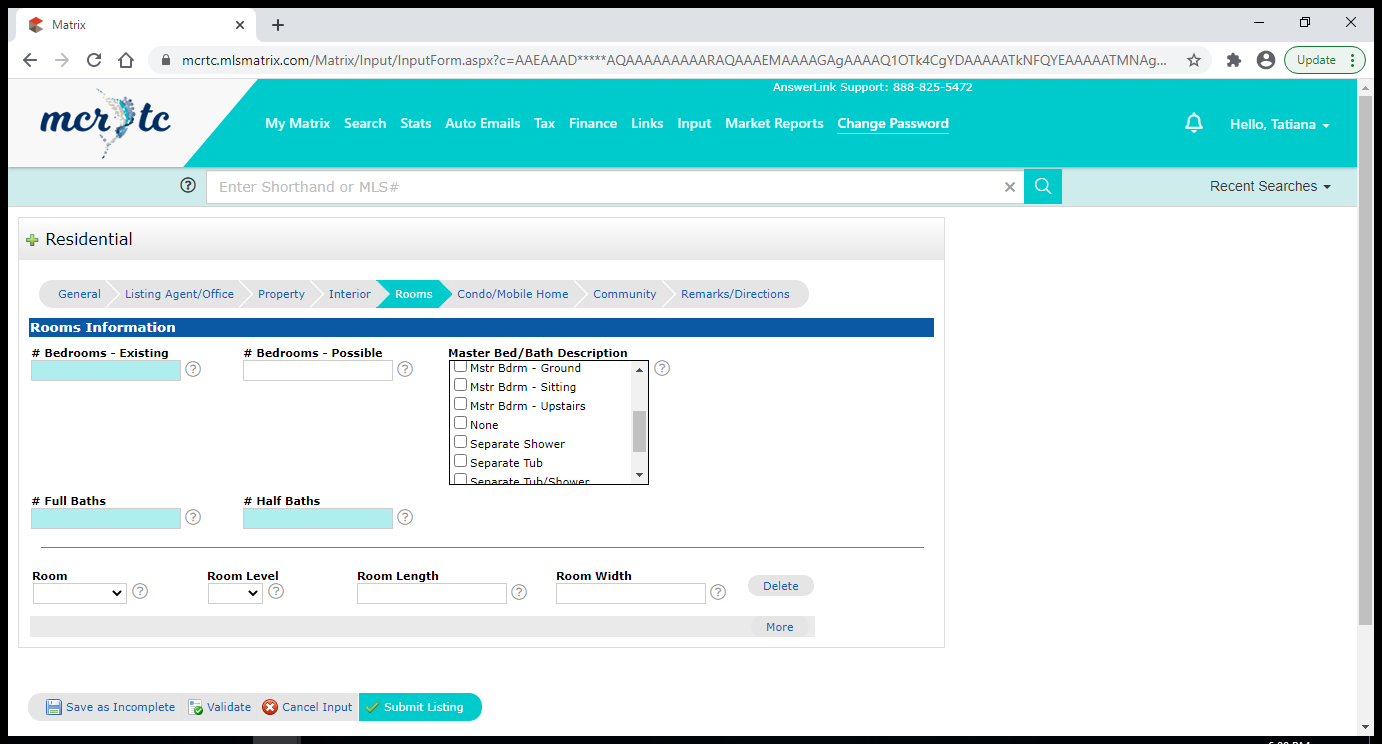 Matrix
mcrtc.mlsmatrix.com/Matrix/Input/InputForm.aspx?c=AAEAAAD*****AQAAAAAAAAARAQAAAEMAAAAGAgAAAAQ1OTk4CgYDAAAAATkNFQYEAAAAATMNAg...
Update
AnswerLink Support: 888-825-5472
mcrtc
My Matrix Search Stats Auto Emails Tax Finance Links Input Market Reports Change Password
Hello, Tatiana
Enter Shorthand or MLS#
Recent Searches
Residential
General Listing Agent/Office Property Interior Rooms Condo/Mobile Home Community Remarks/Directions
Rooms Information
# Bedrooms - Existing # Bedrooms - Possible Master Bed/Bath Description
Mstr Bdrm - Ground
Mstr Bdrm - Sitting
Mstr Bdrm - Upstairs
None
Separate Shower
Separate Tub
Separate Tub/Shower
# Full Baths # Half Baths
Room Room Level Room Length Room Width
Delete
More
Save as Incomplete Validate Cancel Input Submit Listing